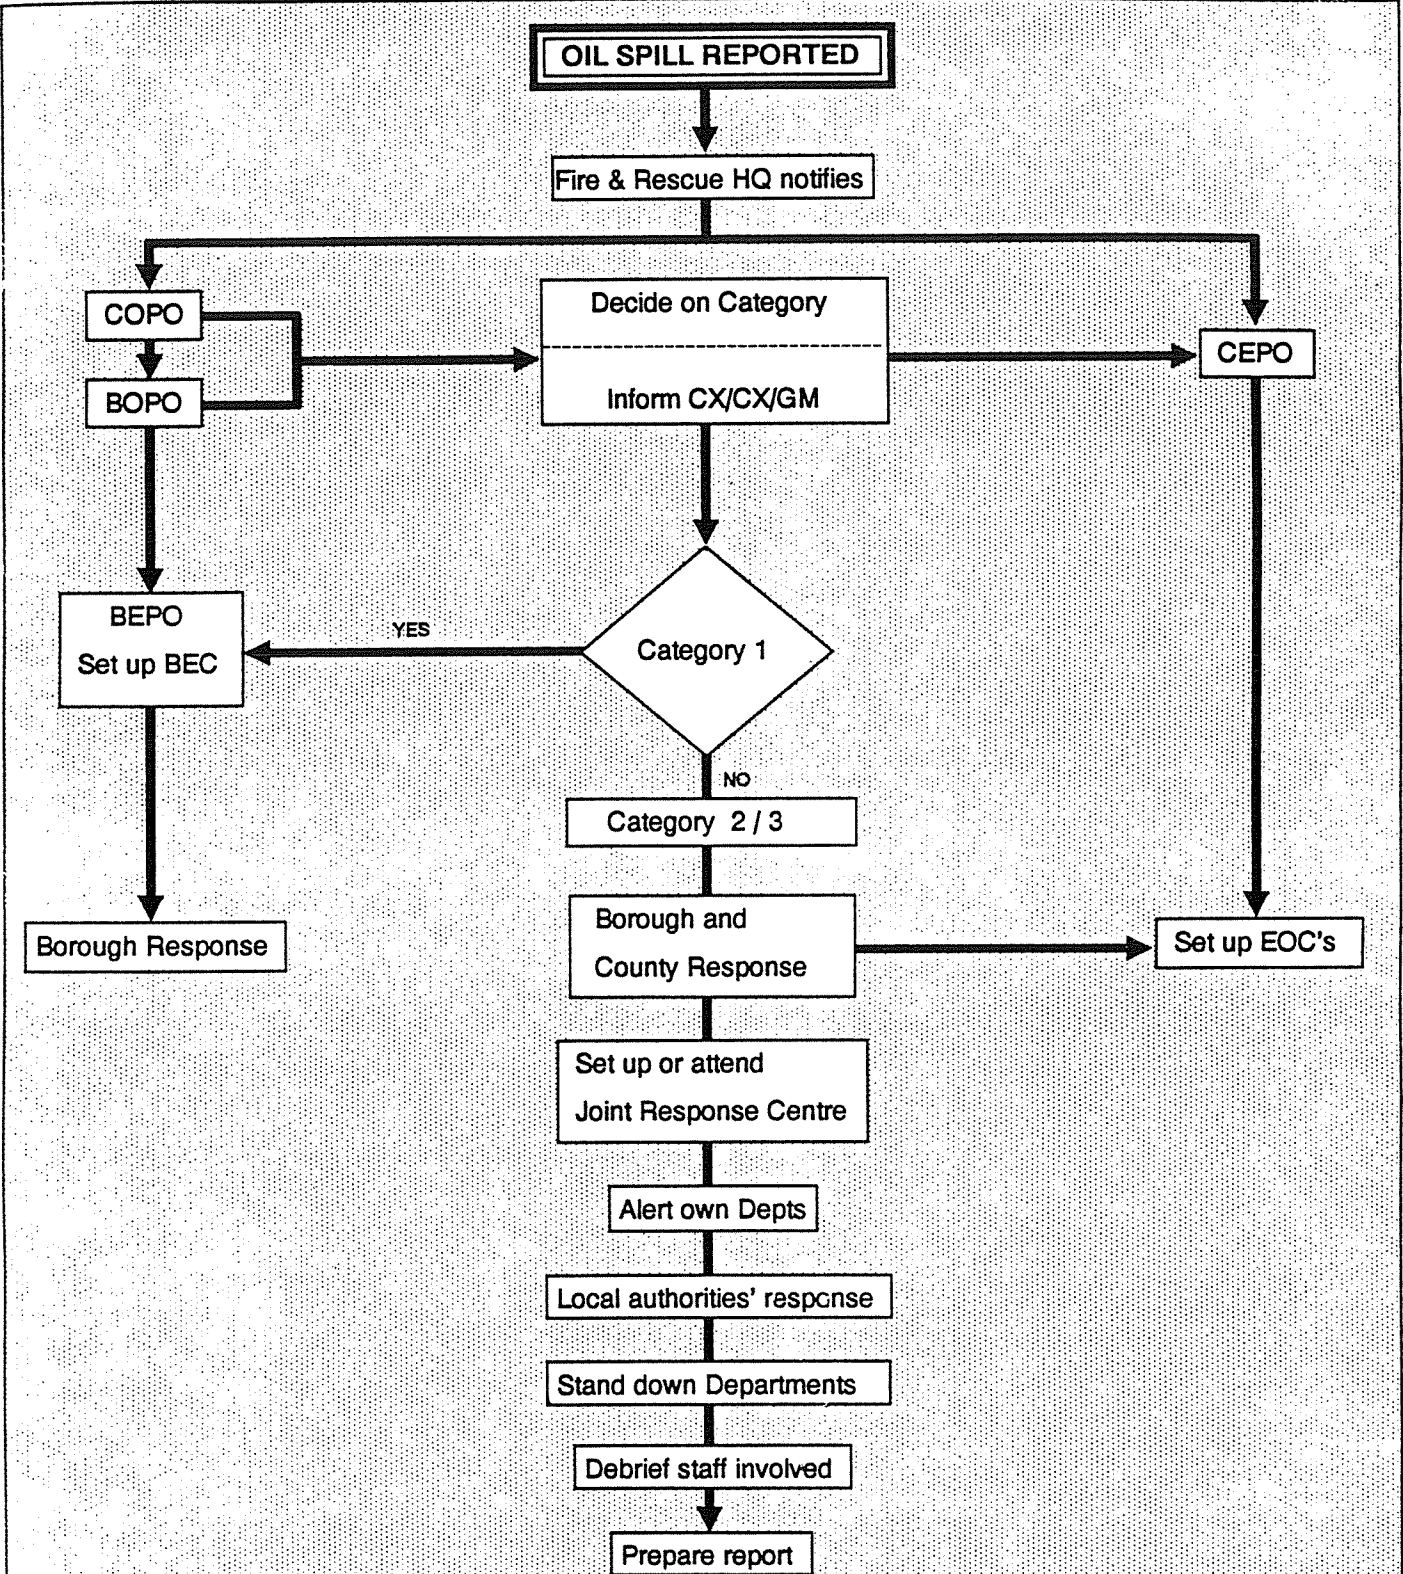 OIL SPILL REPORTED
Fire & Rescue HQ notifies
COPO
BOPO
Decide on Category
Inform CX/CX/GM
CEPO
BEPO
Set up BEC
YES
Category 1
NO
Category 2 / 3
Borough Response
Borough and
County Response
Set up EOC's
Set up or attend
Joint Response Centre
Alert own Depts
Local authorities' response
Stand down Departments
Debrief staff involved
Prepare report